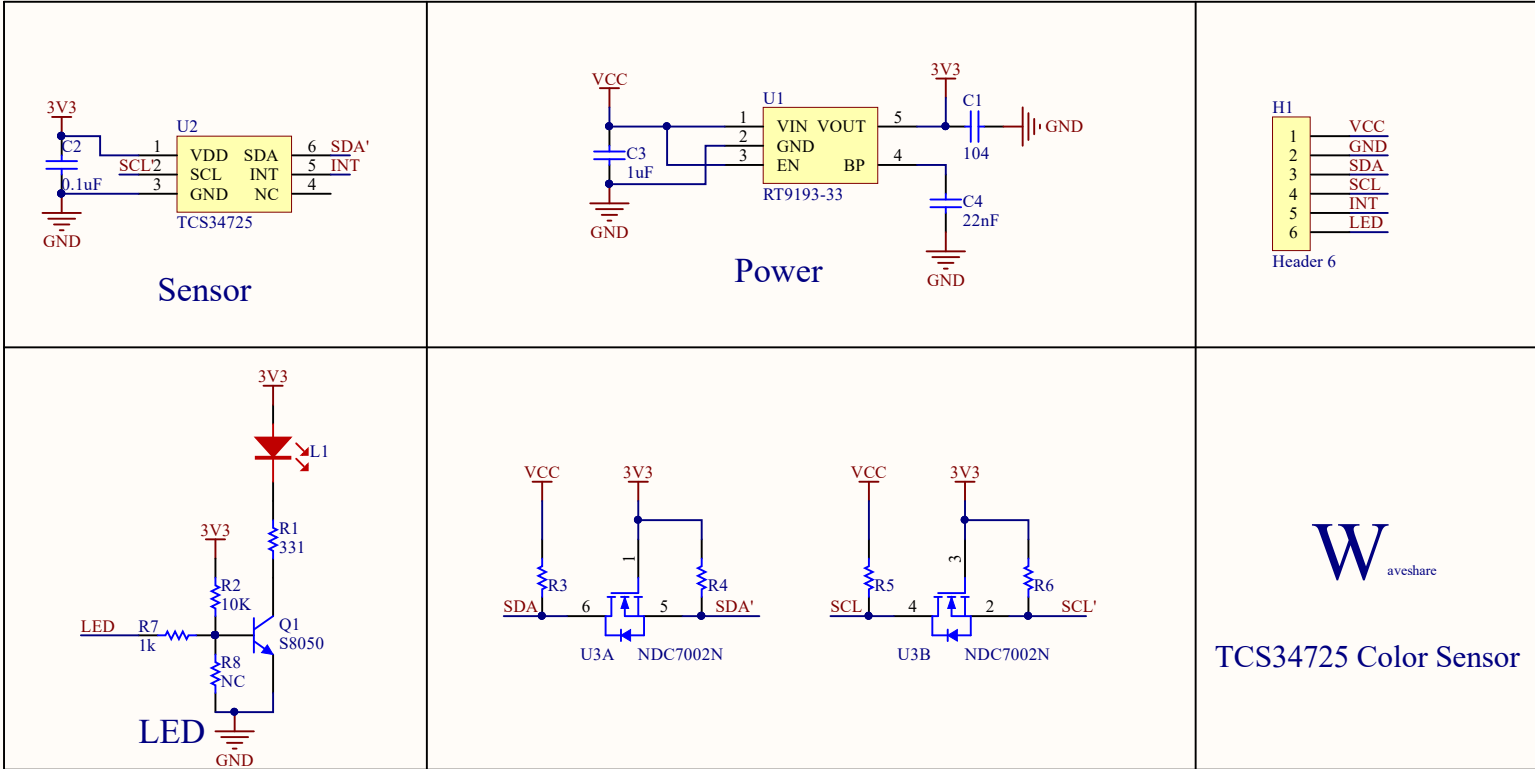 3V3
C2
0.1uF
GND
SCL'
U2
1 VDD SDA 6 SDA'
2 SCL INT 5 INT
3 GND NC 4
TCS34725
Sensor
VCC
C3
1uF
GND
U1
1 VIN VOUT 5
2 GND
3 EN BP 4
RT9193-33
3V3
C1
104
GND
C4
22nF
GND
Power
H1
1 VCC
2 GND
3 SDA
4 SCL
5 INT
6 LED
Header 6
3V3
L1
R1
331
3V3
R2
10K
LED
R7
1k
Q1
S8050
R8
NC
LED
GND
VCC
3V3
R3
1
R4
SDA
6
5
SDA'
U3A NDC7002N
VCC
3V3
R5
3
R6
SCL
4
2
SCL'
U3B NDC7002N
Waveshare
TCS34725 Color Sensor